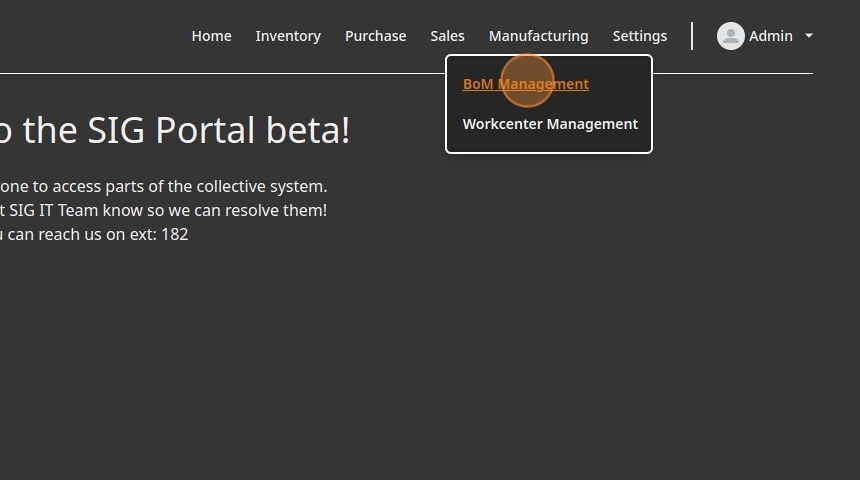 Home Inventory Purchase Sales Manufacturing Settings Admin
BoM Management
Workcenter Management
the SIG Portal beta!
one to access parts of the collective system.
SIG IT Team know so we can resolve them!
can reach us on ext: 182